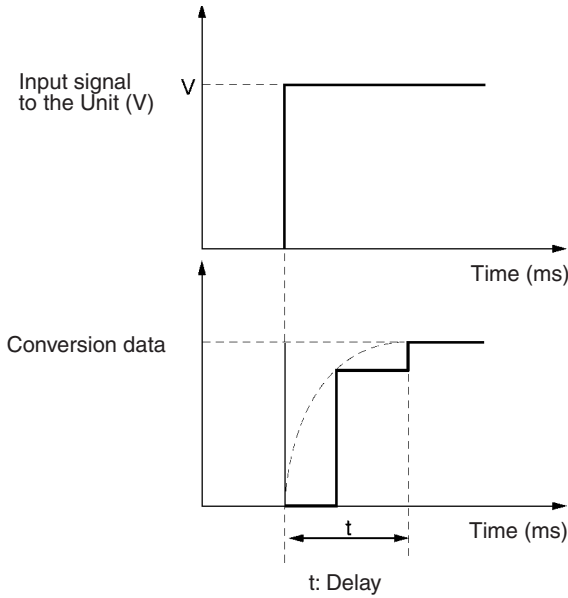 Input signal
to the Unit (V)
V
Time (ms)
Conversion data
t
Time (ms)
t: Delay